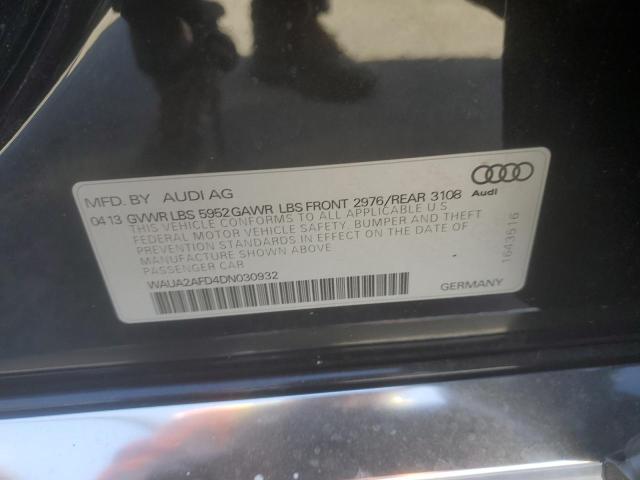 MFD. BY AUDI AG
04 13 GVWR LBS 5952 GAWR LBS FRONT 2976/REAR 3108
THIS VEHICLE CONFORMS TO ALL APPLICABLE U.S
FEDERAL MOTOR VEHICLE SAFETY, BUMPER AND THEFT
PREVENTION STANDARDS IN EFFECT ON THE DATE OF
MANUFACTURE SHOWN ABOVE
PASSENGER CAR
WAUA2AFD4DN030932
Audi
1643516
GERMANY